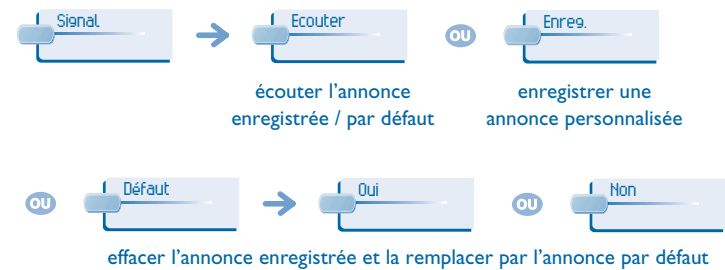 Signal
Ecouter
OU
Enreg.
écouter l'annonce
enregistrée / par défaut
enregistrer une
annonce personnalisée
OU
Défaut
Oui
OU
Non
effacer l'annonce enregistrée et la remplacer par l'annonce par défaut